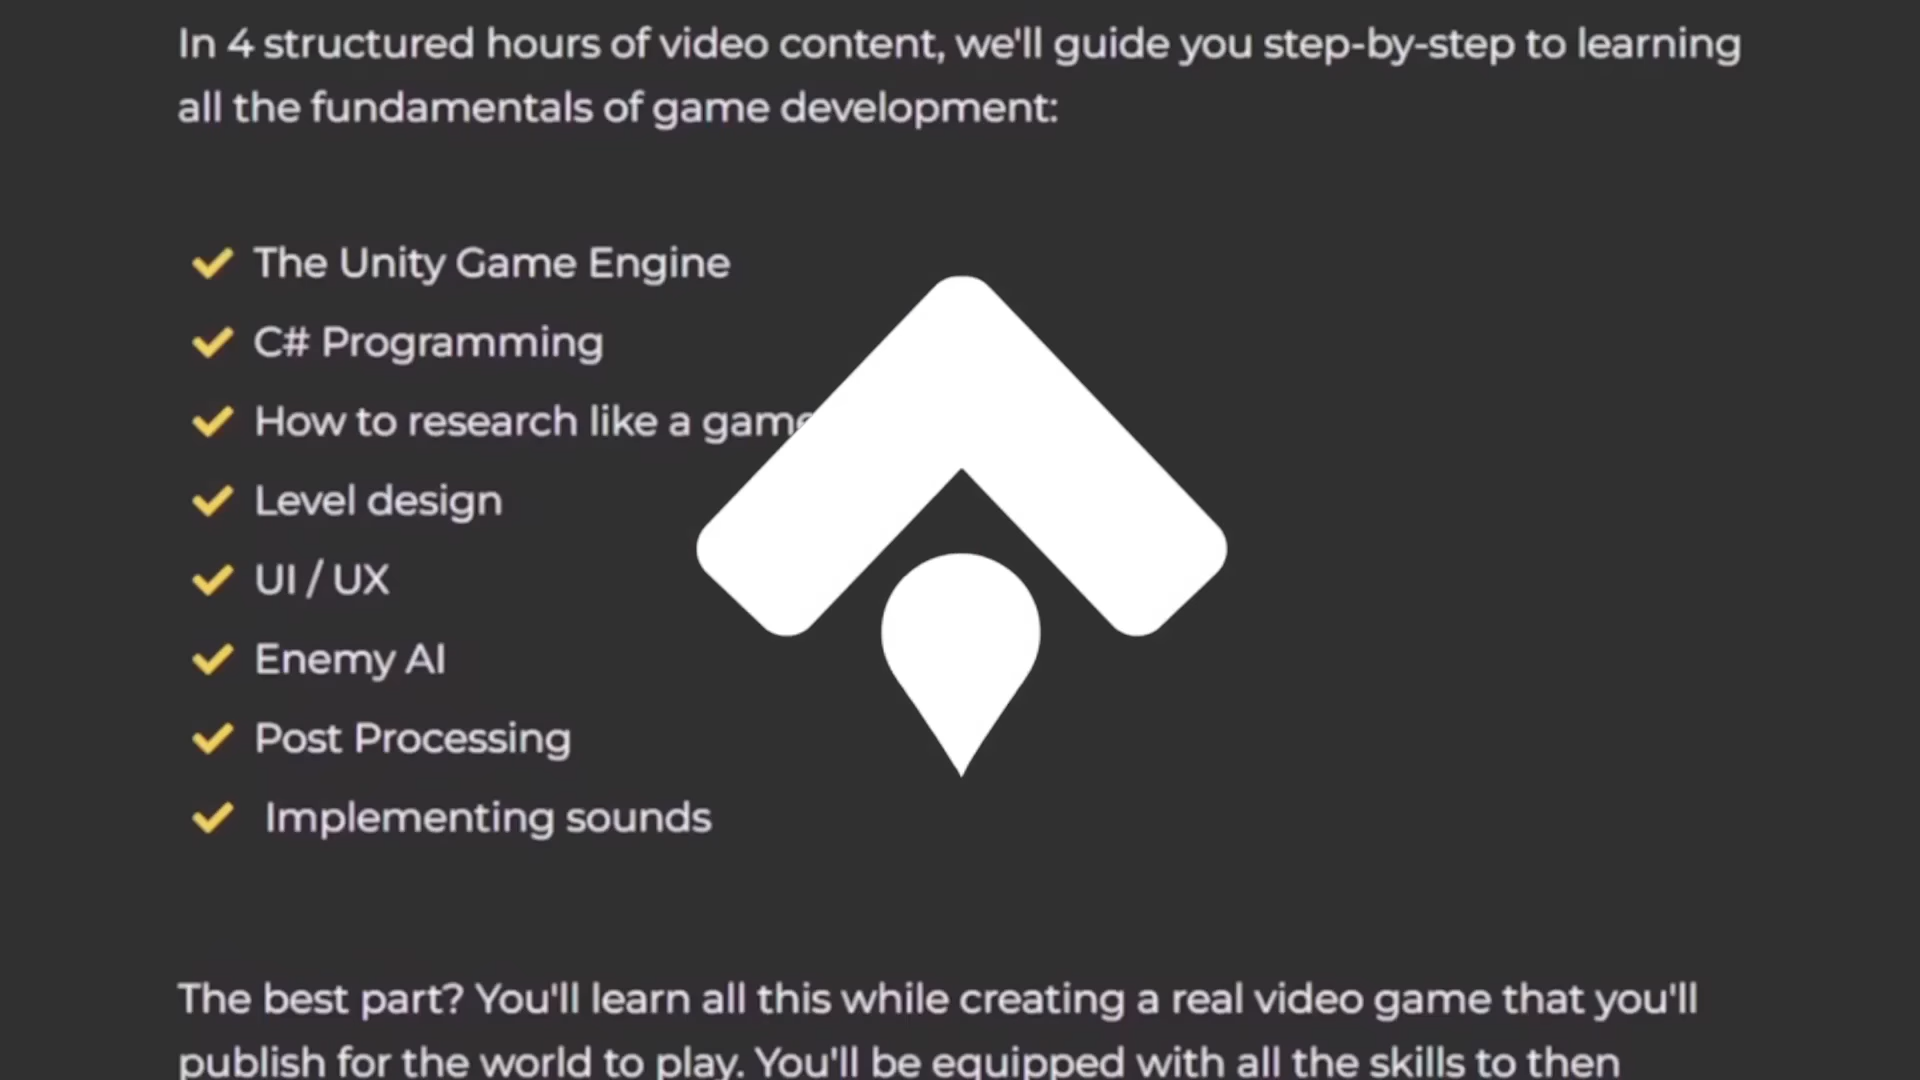 In 4 structured hours of video content, we'll guide you step-by-step to learning
all the fundamentals of game development:
The Unity Game Engine
C# Programming
How to research like a game
Level design
UI / UX
Enemy AI
Post Processing
Implementing sounds
The best part? You'll learn all this while creating a real video game that you'll
publish for the world to play. You'll be equipped with all the skills to then